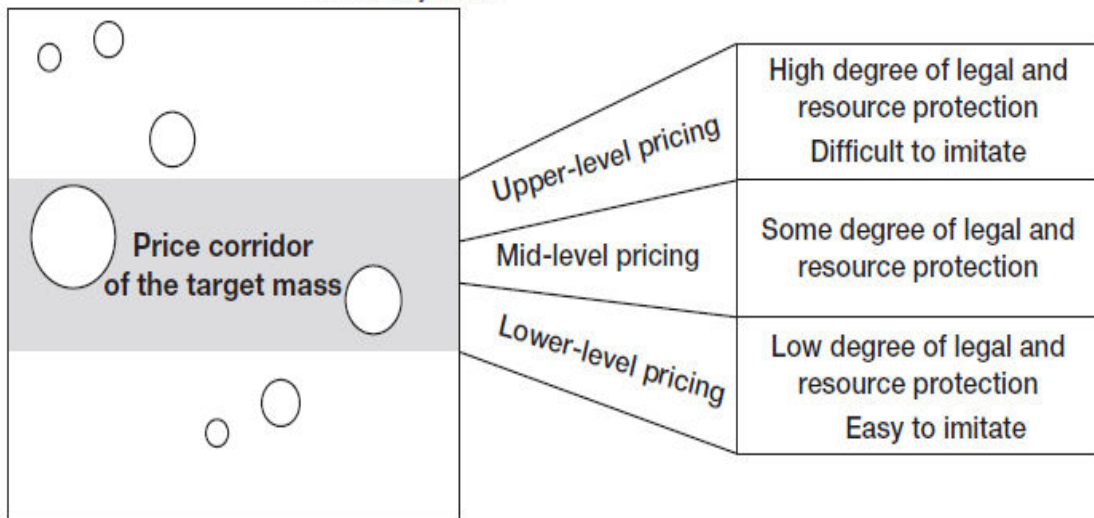 Price corridor
of the target mass
Upper-level pricing
Mid-level pricing
Lower-level pricing
High degree of legal and
resource protection
Difficult to imitate
Some degree of legal and
resource protection
Low degree of legal and
resource protection
Easy to imitate